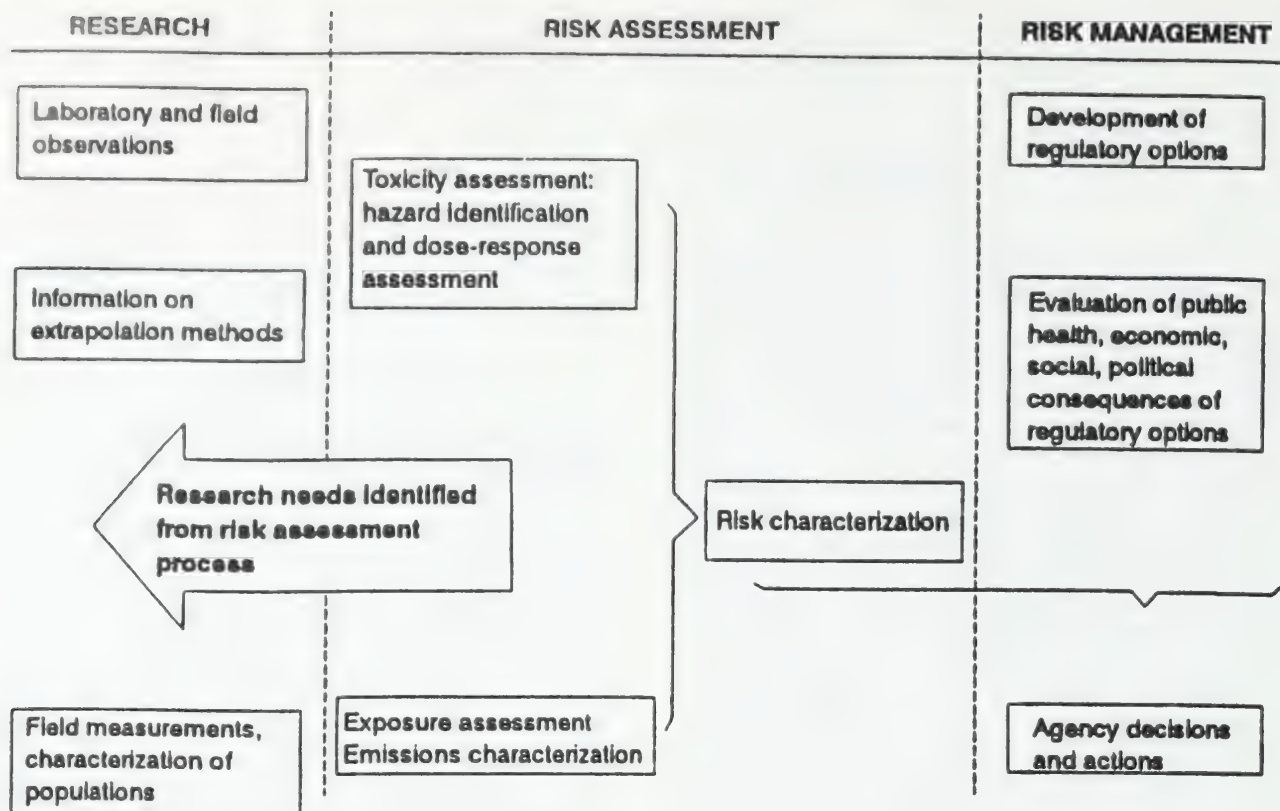 RESEARCH
RISK ASSESSMENT
RISK MANAGEMENT
Laboratory and field
observations
Information on
extrapolation methods
Research needs identified
from risk assessment
process
Field measurements,
characterization of
populations
Toxicity assessment:
hazard identification
and dose-response
assessment
Exposure assessment
Emissions characterization
Risk characterization
Development of
regulatory options
Evaluation of public
health, economic,
social, political
consequences of
regulatory options
Agency decisions
and actions